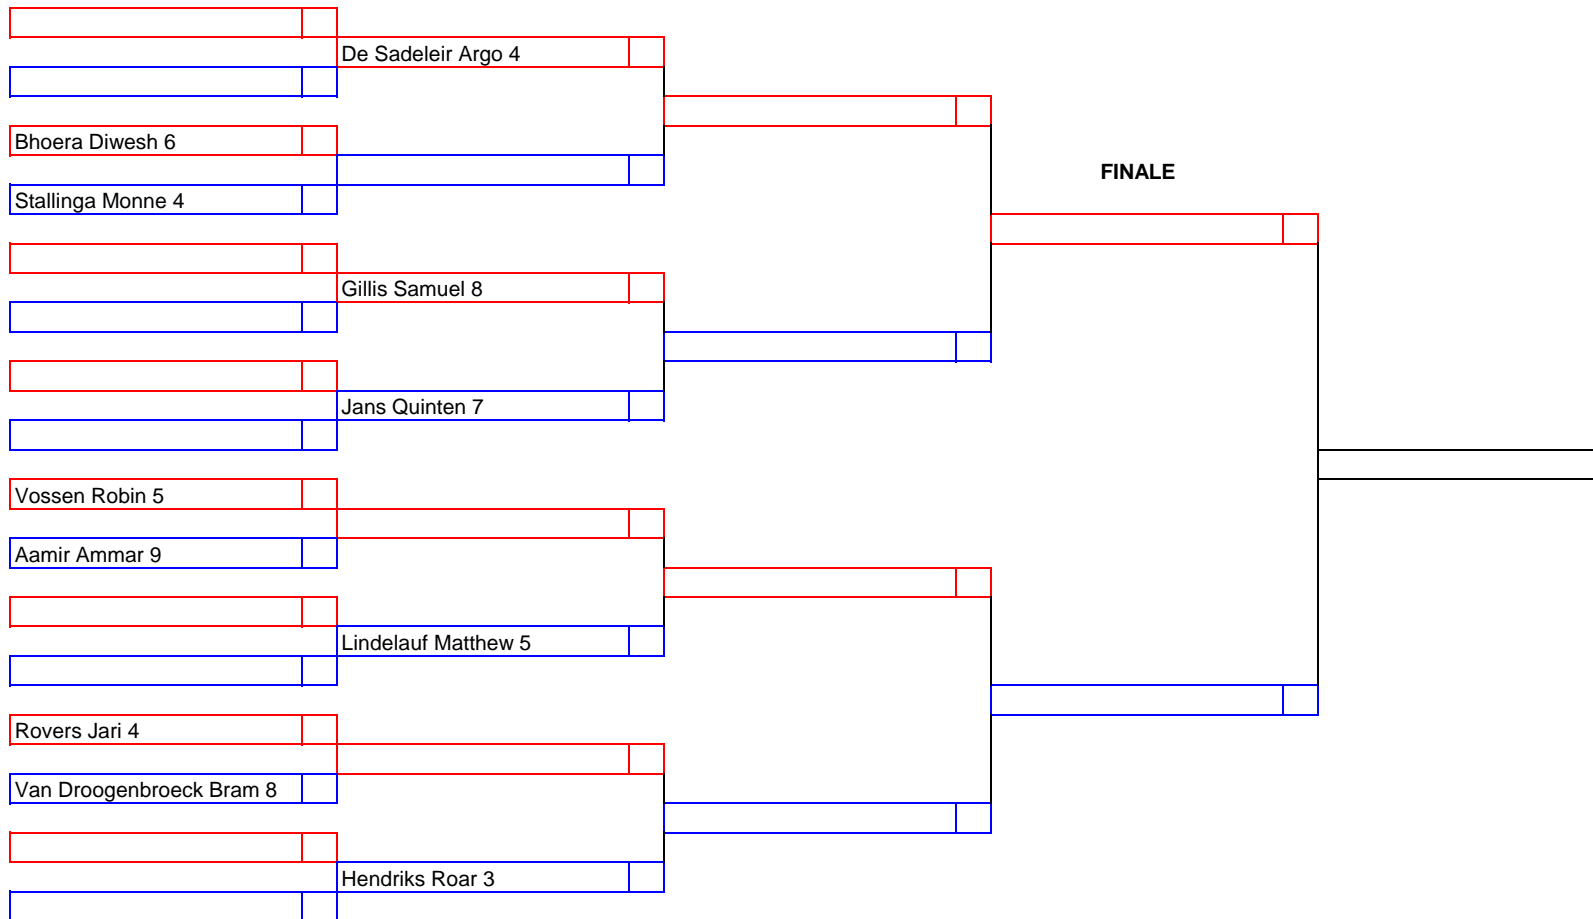 De Sadeleir Argo 4
Bhoera Diwesh 6
FINALE
Stallinga Monne 4
Gillis Samuel 8
Jans Quinten 7
Vossen Robin 5
Aamir Ammar 9
Lindelauf Matthew 5
Rovers Jari 4
Van Droogenbroeck Bram 8
Hendriks Roar 3